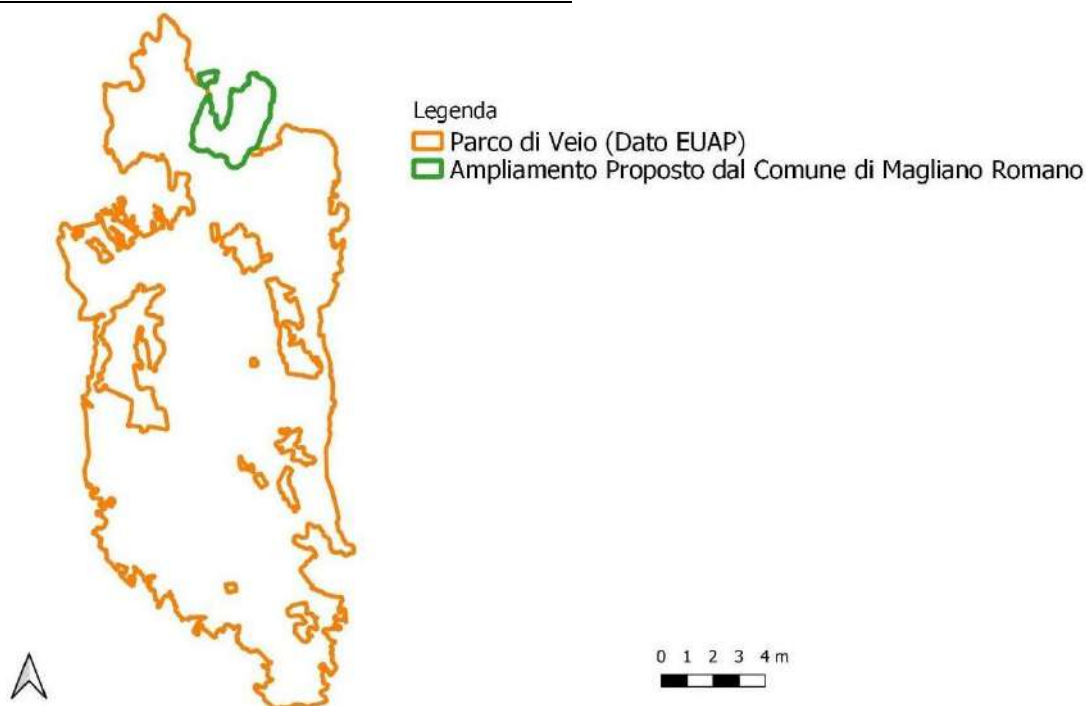 Legenda
Parco di Veio (Dato EUAP)
Ampliamento Proposto dal Comune di Magliano Romano
0 1 2 3 4 m